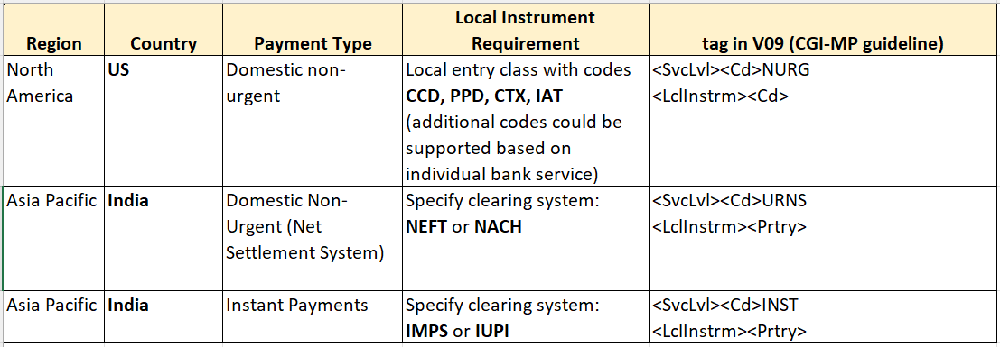 Region
Country
Payment Type
Local Instrument
Requirement
tag in V09 (CGI-MP guideline)
North
America
US
Domestic non-
urgent
Local entry class with codes
CCD, PPD, CTX, IAT
(additional codes could be
supported based on
individual bank service)
<SvcLvl><Cd>NURG
<LclInstrm><Cd>
Asia Pacific
India
Domestic Non-
Urgent (Net
Settlement System)
Specify clearing system:
NEFT or NACH
<SvcLvl><Cd>URNS
<LclInstrm><Prtry>
Asia Pacific
India
Instant Payments
Specify clearing system:
IMPS or IUPI
<SvcLvl><Cd>INST
<LclInstrm><Prtry>